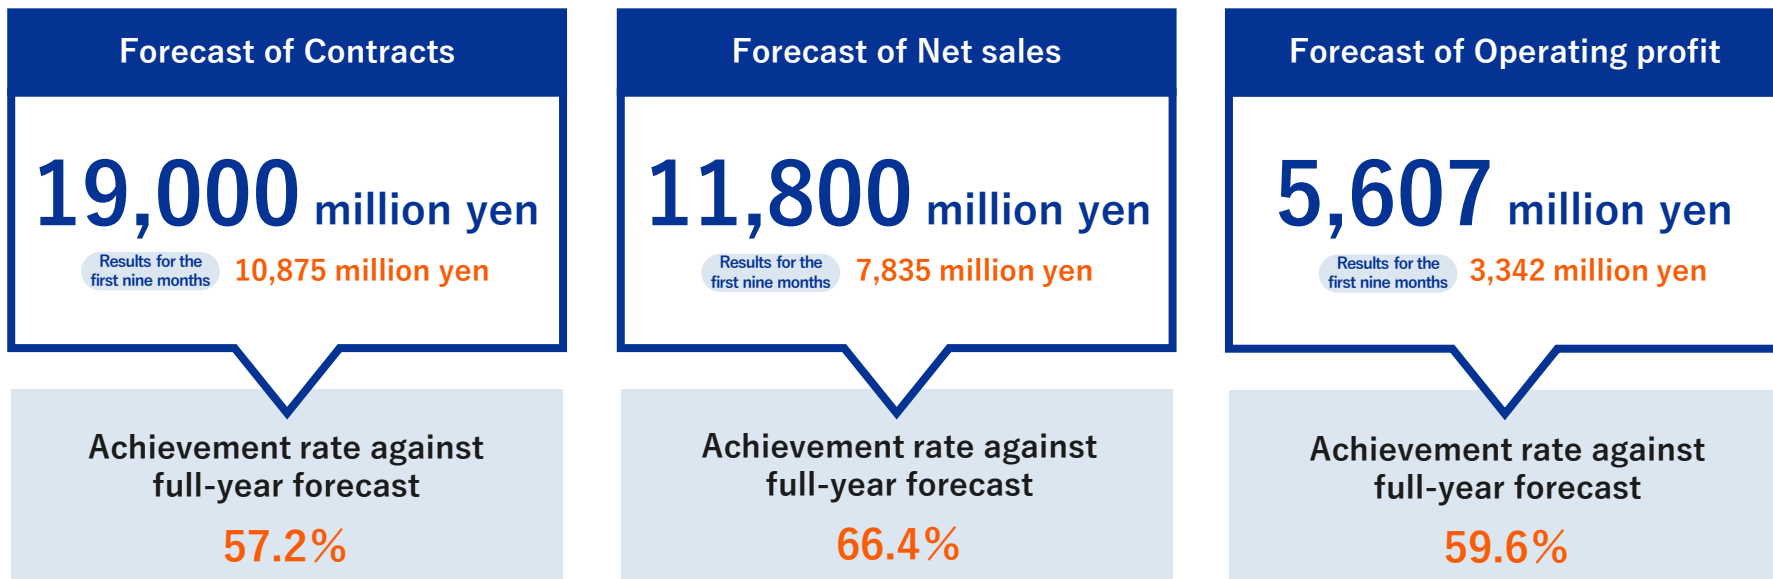 Forecast of Contracts
19,000 million yen
Results for the
first nine months
10,875 million yen
Achievement rate against
full-year forecast
57.2%
Forecast of Net sales
11,800 million yen
Results for the
first nine months
7,835 million yen
Achievement rate against
full-year forecast
66.4%
Forecast of Operating profit
5,607 million yen
Results for the
first nine months
3,342 million yen
Achievement rate against
full-year forecast
59.6%